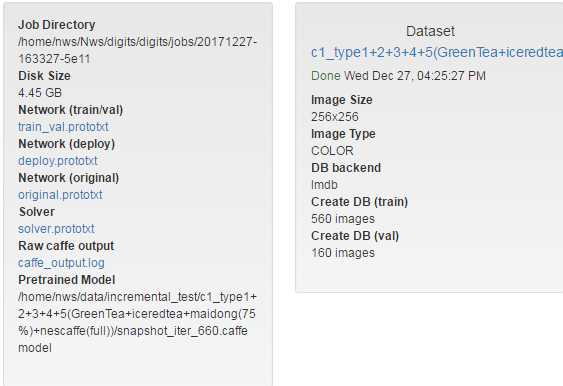 Job Directory
/home/nws/Nws/digits/digits/jobs/20171227-
163327-5e11
Disk Size
4.45 GB
Network (train/val)
train_val.prototxt
Network (deploy)
deploy.prototxt
Network (original)
original.prototxt
Solver
solver.prototxt
Raw caffe output
caffe_output.log
Pretrained Model
/home/nws/data/incremental_test/c1_type1+
2+3+4+5(GreenTea+iceredtea+maidong(75
%)+nescaffe(full))/snapshot_iter_660.caffe
model
Dataset
c1_type1+2+3+4+5(GreenTea+iceredtea
Done Wed Dec 27, 04:25:27 PM
Image Size
256x256
Image Type
COLOR
DB backend
lmdb
Create DB (train)
560 images
Create DB (val)
160 images